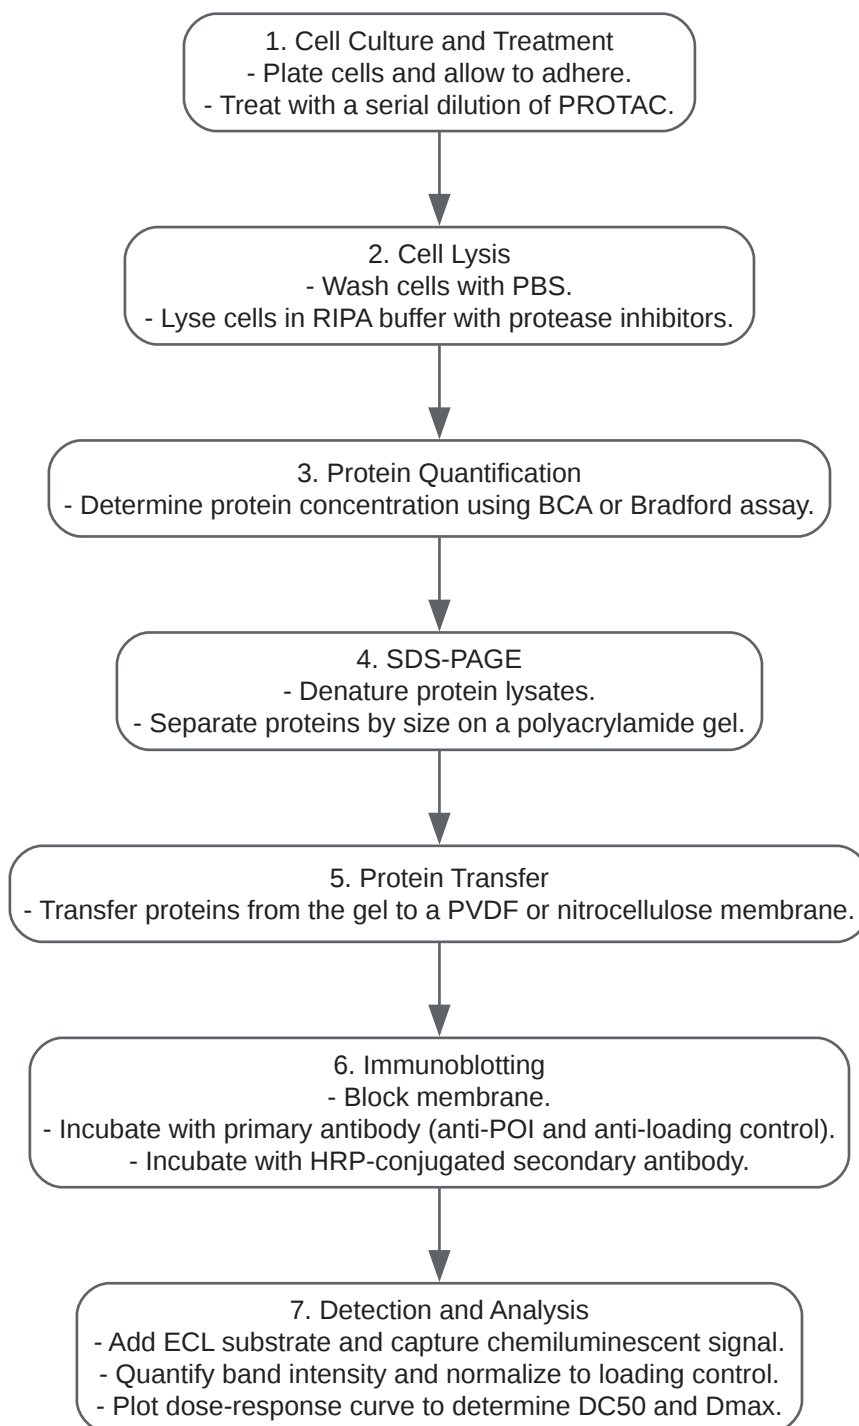 1. Cell Culture and Treatment
- Plate cells and allow to adhere.
- Treat with a serial dilution of PROTAC.
2. Cell Lysis
- Wash cells with PBS.
- Lyse cells in RIPA buffer with protease inhibitors.
3. Protein Quantification
- Determine protein concentration using BCA or Bradford assay.
4. SDS-PAGE
- Denature protein lysates.
- Separate proteins by size on a polyacrylamide gel.
5. Protein Transfer
- Transfer proteins from the gel to a PVDF or nitrocellulose membrane.
6. Immunoblotting
- Block membrane.
- Incubate with primary antibody (anti-POI and anti-loading control).
- Incubate with HRP-conjugated secondary antibody.
7. Detection and Analysis
- Add ECL substrate and capture chemiluminescent signal.
- Quantify band intensity and normalize to loading control.
- Plot dose-response curve to determine DC50 and Dmax.